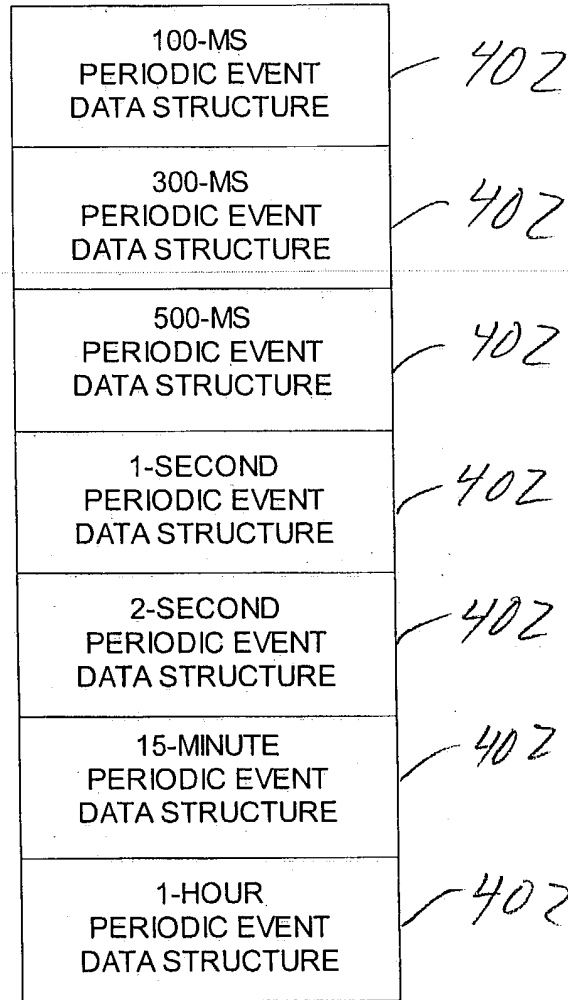 100-MS
PERIODIC EVENT
DATA STRUCTURE
402
300-MS
PERIODIC EVENT
DATA STRUCTURE
402
500-MS
PERIODIC EVENT
DATA STRUCTURE
402
1-SECOND
PERIODIC EVENT
DATA STRUCTURE
402
2-SECOND
PERIODIC EVENT
DATA STRUCTURE
402
15-MINUTE
PERIODIC EVENT
DATA STRUCTURE
402
1-HOUR
PERIODIC EVENT
DATA STRUCTURE
402